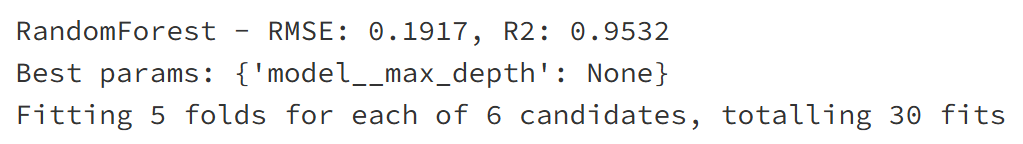 RandomForest - RMSE: 0.1917, R2: 0.9532
Best params: {'model__max_depth': None}
Fitting 5 folds for each of 6 candidates, totalling 30 fits